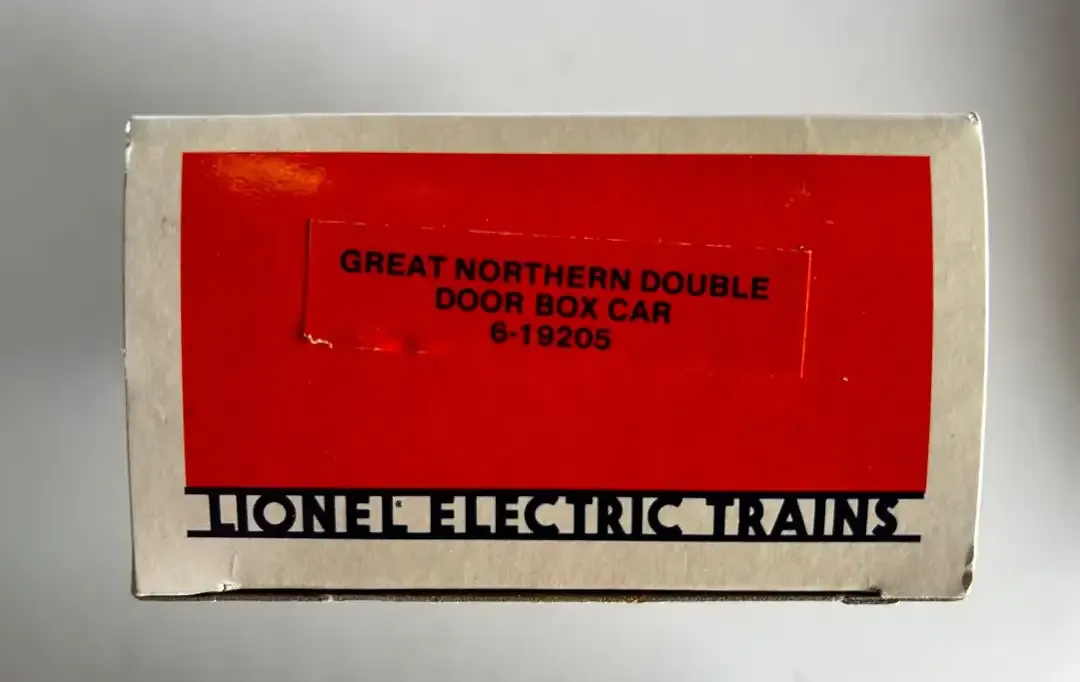 GREAT NORTHERN DOUBLE
DOOR BOX CAR
6-19205
LIONEL® ELECTRIC TRAINS